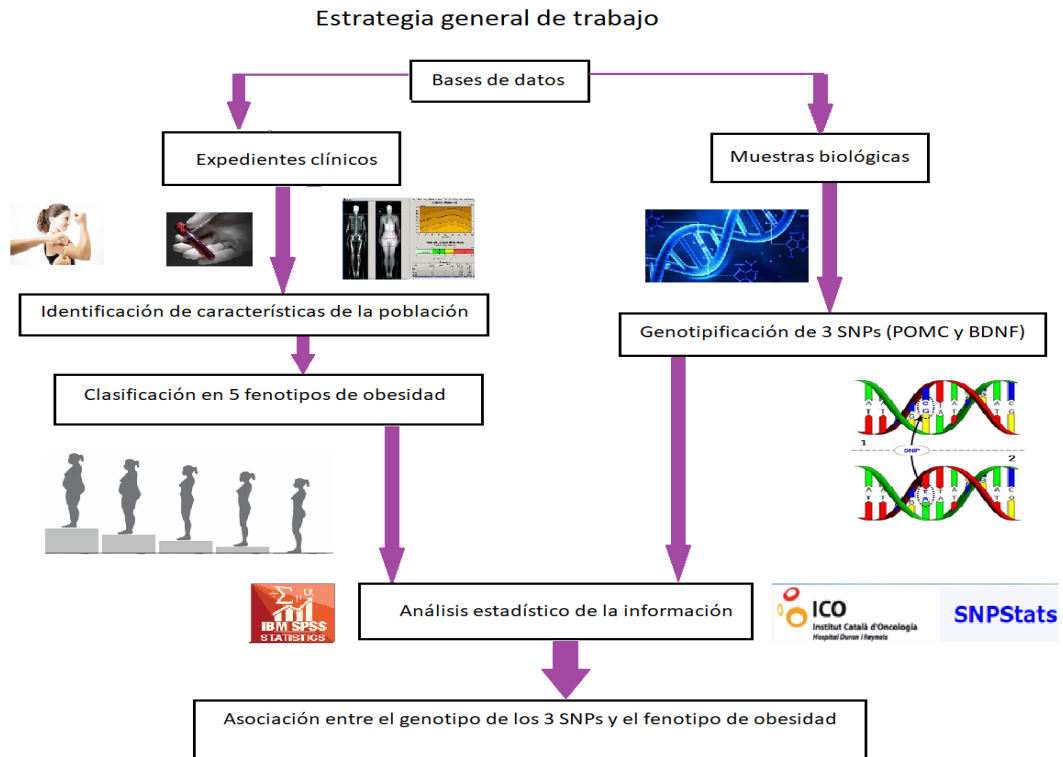 Estrategia general de trabajo
Bases de datos
Expedientes clínicos
Muestras biológicas
Identificación de características de la población
Genotipificación de 3 SNPs (POMC y BDNF)
Clasificación en 5 fenotipos de obesidad
1
SNP
2
IBM SPSS
STATISTICS
Análisis estadístico de la información
ICO
Institut Català d'Oncologia
Hospital Duran i Reynals
SNPStats
Asociación entre el genotipo de los 3 SNPs y el fenotipo de obesidad